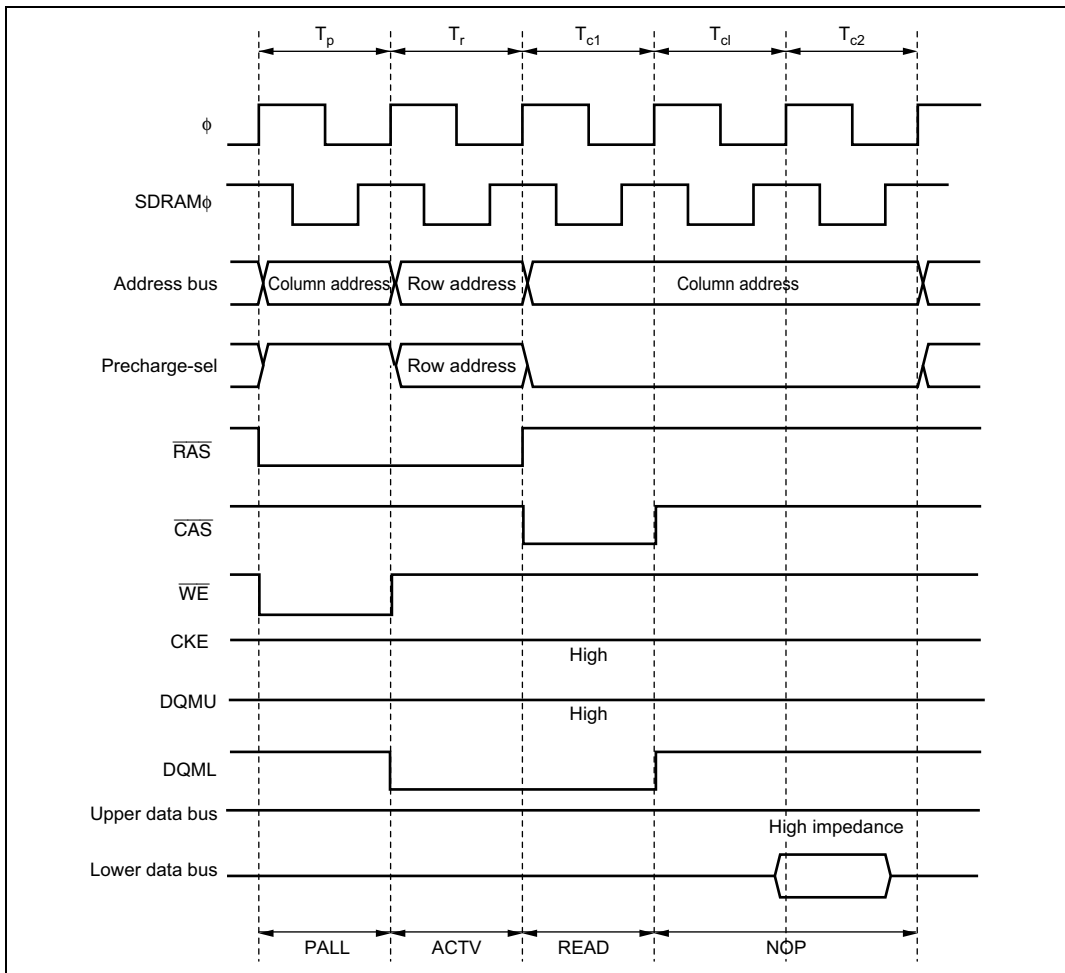 Tp Tr Tc1 Tcl Tc2
ϕ
SDRAMϕ
Address bus Column address Row address Column address
Precharge-sel Row address
RAS
CAS
WE
CKE
High
DQMU
High
DQML
Upper data bus
High impedance
Lower data bus
PALL ACTV READ NOP